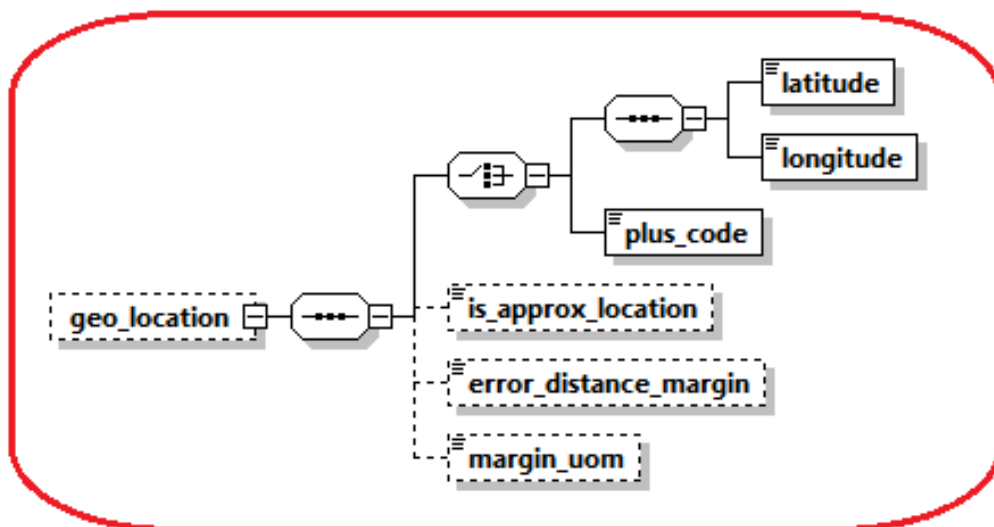 latitude
longitude
plus_code
geo_location
is_approx_location
error_distance_margin
margin_uom